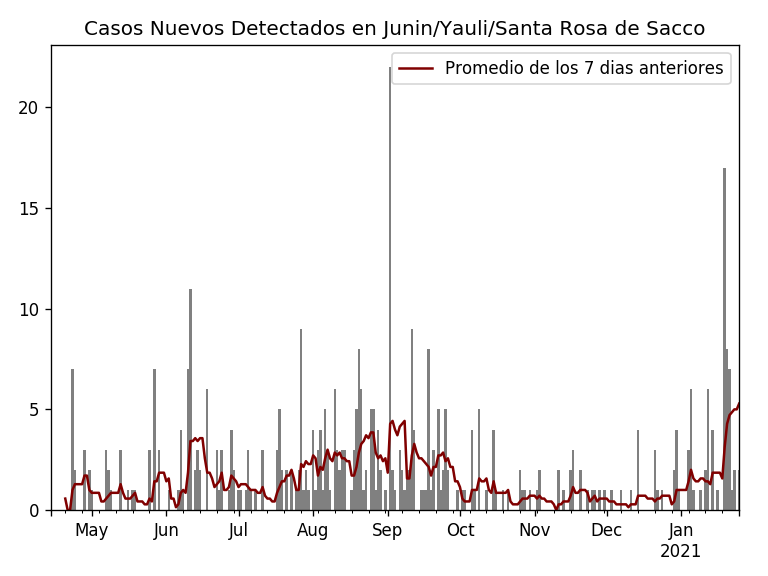 Casos Nuevos Detectados en Junin/Yauli/Santa Rosa de Sacco
Promedio de los 7 dias anteriores
20
15
10
5
0
May Jun Jul Aug Sep Oct Nov Dec Jan
2021